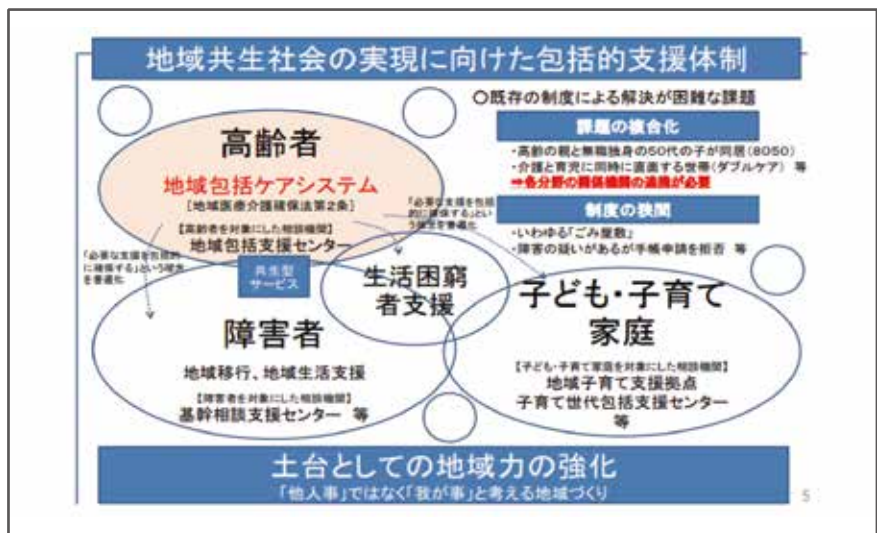 地域共生社会の実現に向けた包括的支援体制
○既存の制度による解決が困難な課題
課題の複合化
・高齢の親と無職独身の50代の子が同居(8050)
・介護と育児に同時に直面する世帯(ダブルケア) 等
⇒各分野の関係機関の連携が必要
制度の狭間
・いわゆる「ごみ屋敷」
・障害の疑いがあるが手帳申請を拒否 等
高齢者
地域包括ケアシステム
[地域医療介護確保法第2条]
【高齢者を対象にした相談機関】
地域包括支援センター
「必要な支援を包括的に確保する」という理念を普遍化
「必要な支援を包括的
に確保する」という理念
を普遍化
共生型
サービス
生活困窮
者支援
障害者
地域移行、地域生活支援
【障害者を対象にした相談機関】
基幹相談支援センター 等
子ども・子育て
家庭
【子ども・子育て家庭を対象にした相談機関】
地域子育て支援拠点
子育て世代包括支援センター
等
土台としての地域力の強化
「他人事」ではなく「我が事」と考える地域づくり
5